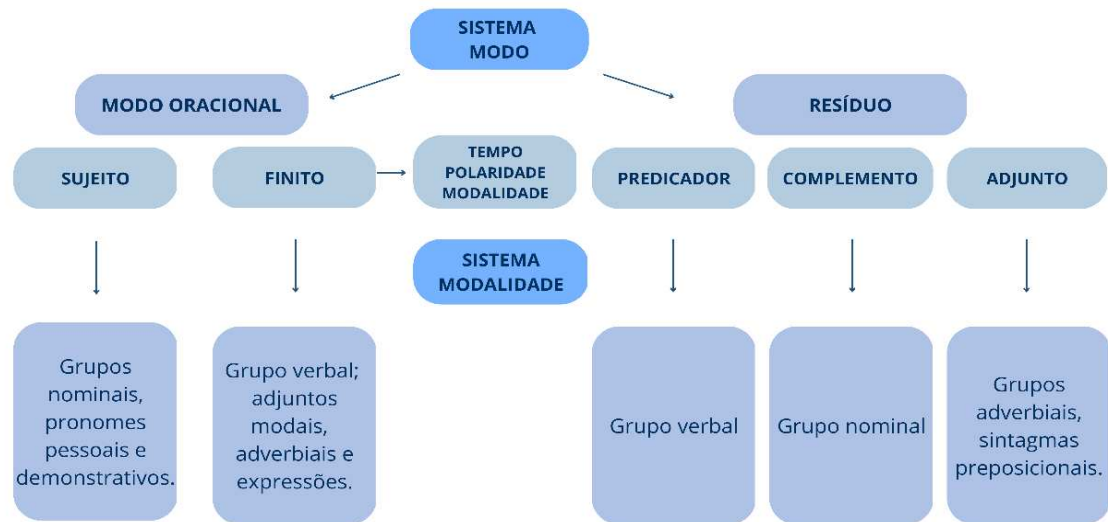 SISTEMA
MODO
MODO ORACIONAL
RESÍDUO
SUJEITO
FINITO
TEMPO
POLARIDADE
MODALIDADE
PREDICADOR
COMPLEMENTO
ADJUNTO
SISTEMA
MODALIDADE
Grupos
nominais,
pronomes
pessoais e
demonstrativos.
Grupo verbal;
adjuntos
modais,
adverbiais e
expressões.
Grupo verbal
Grupo nominal
Grupos
adverbiais,
sintagmas
preposicionais.